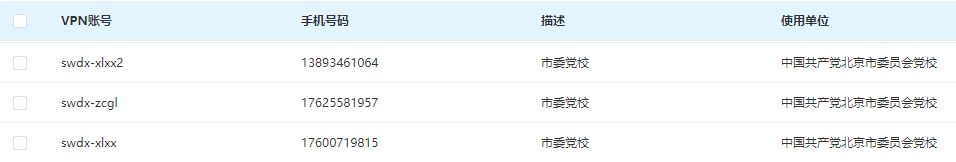 VPN账号 手机号码 描述 使用单位
swdx-xlxx2 13893461064 市委党校 中国共产党北京市委员会党校
swdx-zcgl 17625581957 市委党校 中国共产党北京市委员会党校
swdx-xlxx 17600719815 市委党校 中国共产党北京市委员会党校